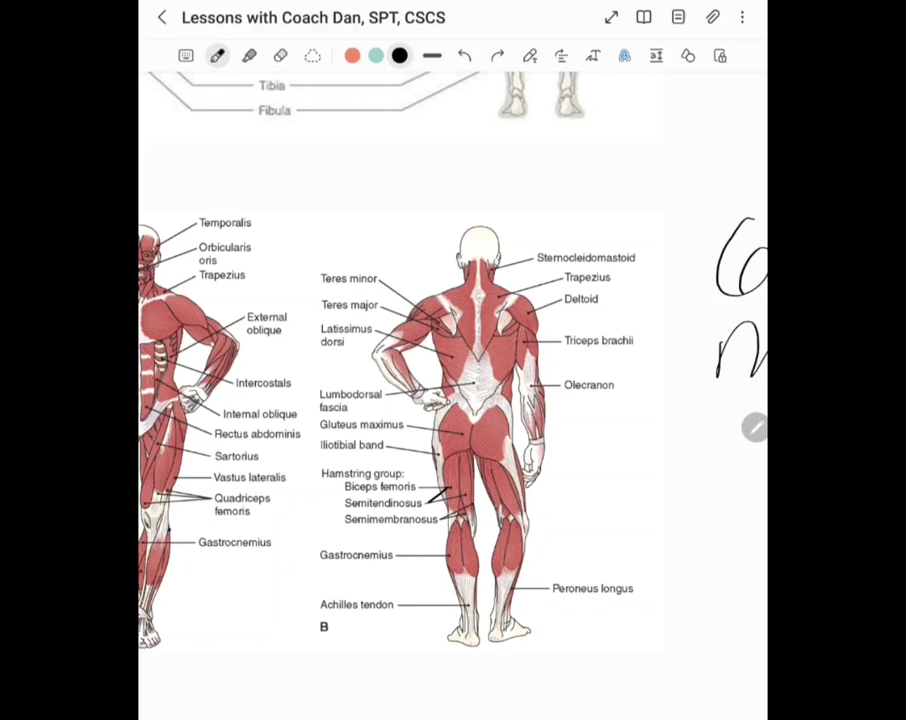 Lessons with Coach Dan, SPT, CSCS
Tibia
Fibula
Temporalis
Orbicularis
oris
Trapezius
External
oblique
Intercostals
Internal oblique
Rectus abdominis
Sartorius
Vastus lateralis
Quadriceps
femoris
Gastrocnemius
Teres minor
Teres major
Latissimus
dorsi
Lumbodorsal
fascia
Gluteus maximus
Iliotibial band
Hamstring group:
Biceps femoris
Semitendinosus
Semimembranosus
Gastrocnemius
Achilles tendon
B
Sternocleidomastoid
Trapezius
Deltoid
Triceps brachii
Olecranon
Peroneus longus